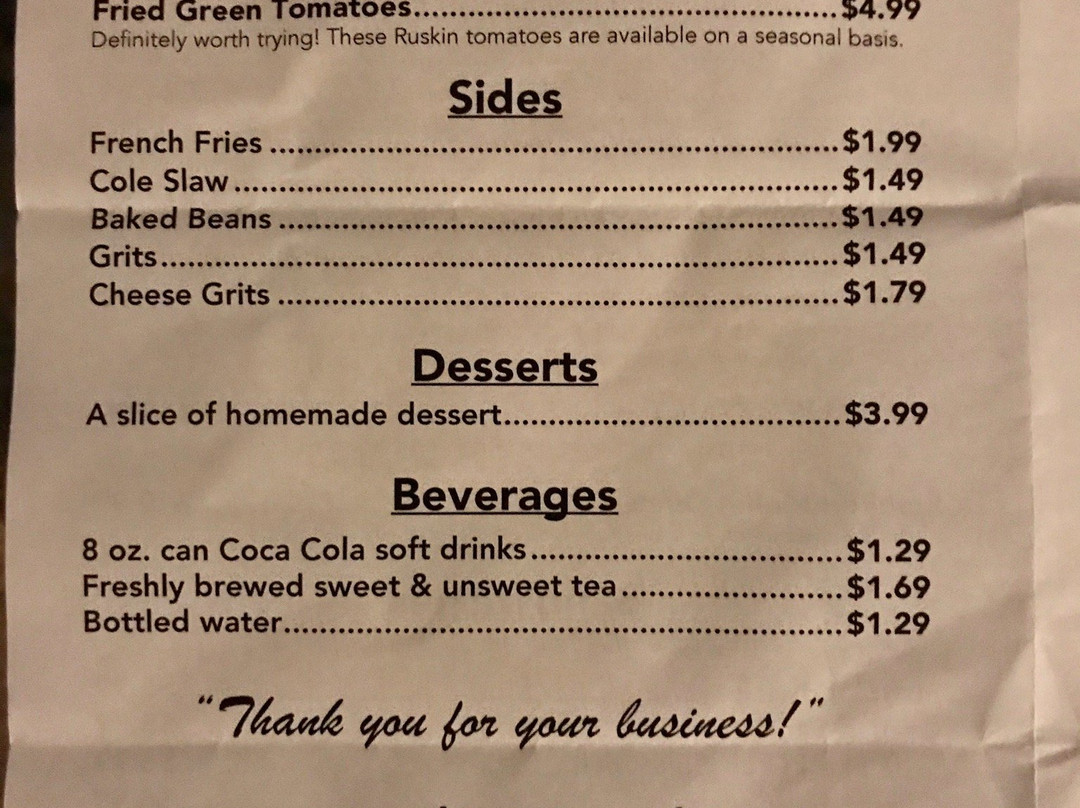 Fried Green Tomatoes........................................................$4.99
Definitely worth trying! These Ruskin tomatoes are available on a seasonal basis.
Sides
French Fries ..............................................................$1.99
Cole Slaw..................................................................$1.49
Baked Beans .............................................................$1.49
Grits..........................................................................$1.49
Cheese Grits .............................................................$1.79
Desserts
A slice of homemade dessert.....................................$3.99
Beverages
8 oz. can Coca Cola soft drinks..................................$1.29
Freshly brewed sweet & unsweet tea........................$1.69
Bottled water.............................................................$1.29
"Thank you for your business!"